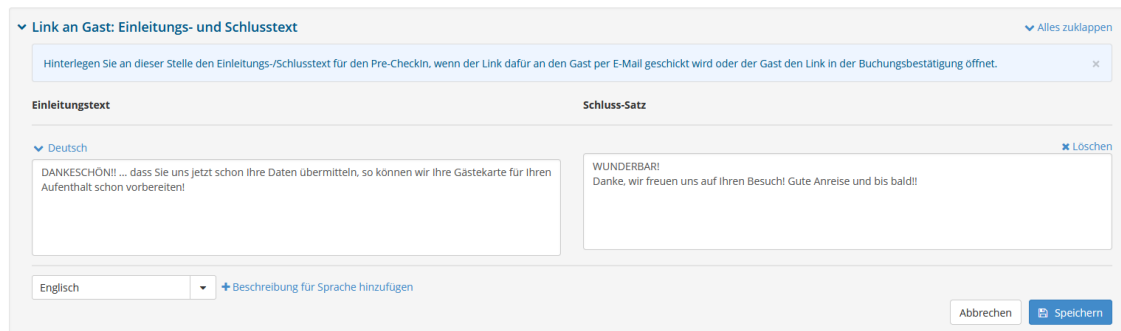 Link an Gast: Einleitungs- und Schlusstext
Alles zuklappen
Hinterlegen Sie an dieser Stelle den Einleitungs-/Schlusstext für den Pre-CheckIn, wenn der Link dafür an den Gast per E-Mail geschickt wird oder der Gast den Link in der Buchungsbestätigung öffnet.
×
Einleitungstext
Schluss-Satz
Deutsch
Löschen
DANKESCHÖN!! ... dass Sie uns jetzt schon Ihre Daten übermitteln, so können wir Ihre Gästekarte für Ihren
Aufenthalt schon vorbereiten!
WUNDERBAR!
Danke, wir freuen uns auf Ihren Besuch! Gute Anreise und bis bald!!
Englisch
+ Beschreibung für Sprache hinzufügen
Abbrechen
Speichern